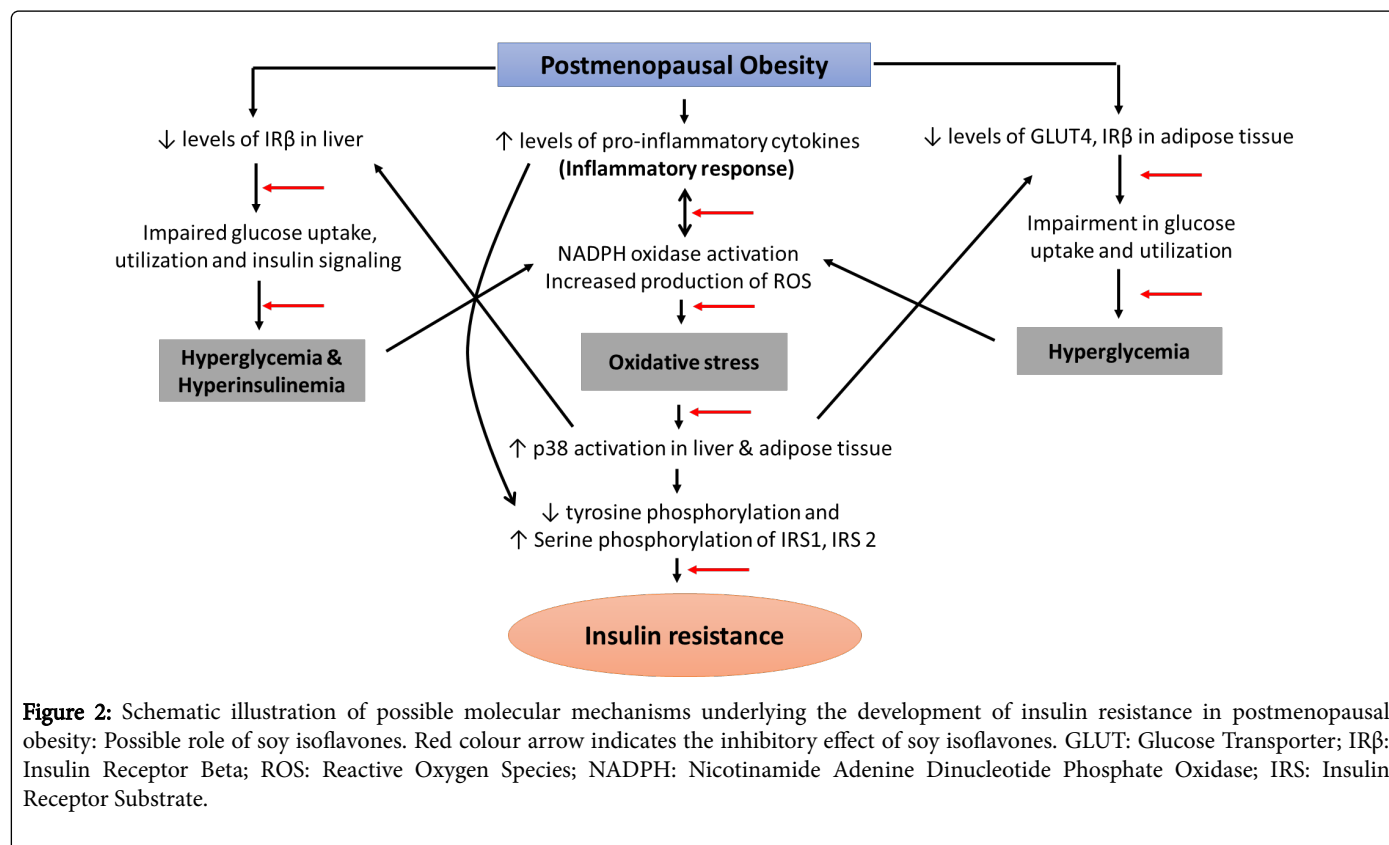 Postmenopausal Obesity
↓ levels of IRβ in liver
↑ levels of pro-inflammatory cytokines
(Inflammatory response)
↓ levels of GLUT4, IRβ in adipose tissue
Impaired glucose uptake,
utilization and insulin signaling
NADPH oxidase activation
Increased production of ROS
Impairment in glucose
uptake and utilization
Hyperglycemia &
Hyperinsulinemia
Oxidative stress
Hyperglycemia
↑ p38 activation in liver & adipose tissue
↓ tyrosine phosphorylation and
↑ Serine phosphorylation of IRS1, IRS 2
Insulin resistance
Figure 2: Schematic illustration of possible molecular mechanisms underlying the development of insulin resistance in postmenopausal
obesity: Possible role of soy isoflavones. Red colour arrow indicates the inhibitory effect of soy isoflavones. GLUT: Glucose Transporter; IRβ:
Insulin Receptor Beta; ROS: Reactive Oxygen Species; NADPH: Nicotinamide Adenine Dinucleotide Phosphate Oxidase; IRS: Insulin
Receptor Substrate.